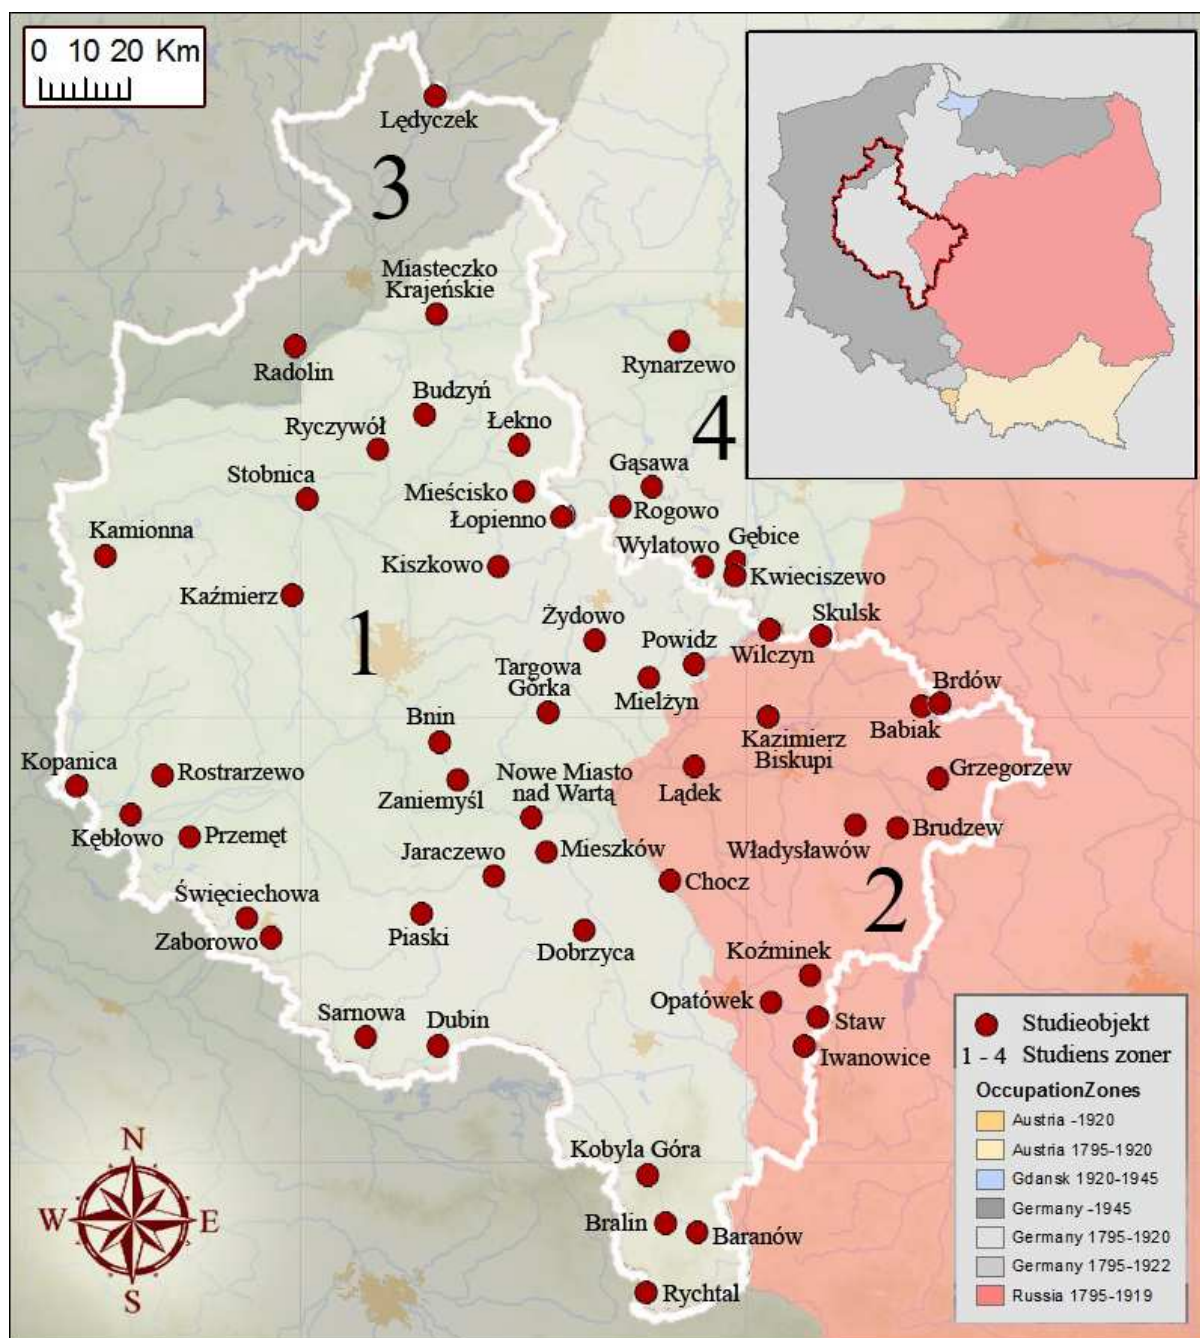 0 10 20 Km
Lędyczek
3
Miasteczko
Krajeńskie
Radolin
Rynarzewo
Budzyń
Ryczywół
Łekno
4
Stobnica
Gąsawa
Mieścisko
Rogowo
Łopienno
Kamionna
Wylatowo
Gębice
Kiszkowo
Kwieciszewo
Kaźmierz
1
Żydowo
Skulsk
Powidz
Wilczyn
Targowa
Górka
Mielżyn
Brdów
Babiak
Bnin
Kazimierz
Biskupi
Kopanica
Rostrarzewo
Nowe Miasto
nad Wartą
Lądek
Grzegorzew
Zaniemyśl
Kębłowo
Przemęt
Władysławów
Brudzew
Jaraczewo
Mieszków
Chocz
2
Święciechowa
Zaborowo
Piaski
Dobrzyca
Koźminek
Opatówek
Sarnowa
Dubin
Staw
Iwanowice
Kobyla Góra
Bralin
Baranów
Rychtal
N
W
E
S
Studieobjekt
1 - 4 Studiens zoner
OccupationZones
Austria -1920
Austria 1795-1920
Gdansk 1920-1945
Germany -1945
Germany 1795-1920
Germany 1795-1922
Russia 1795-1919